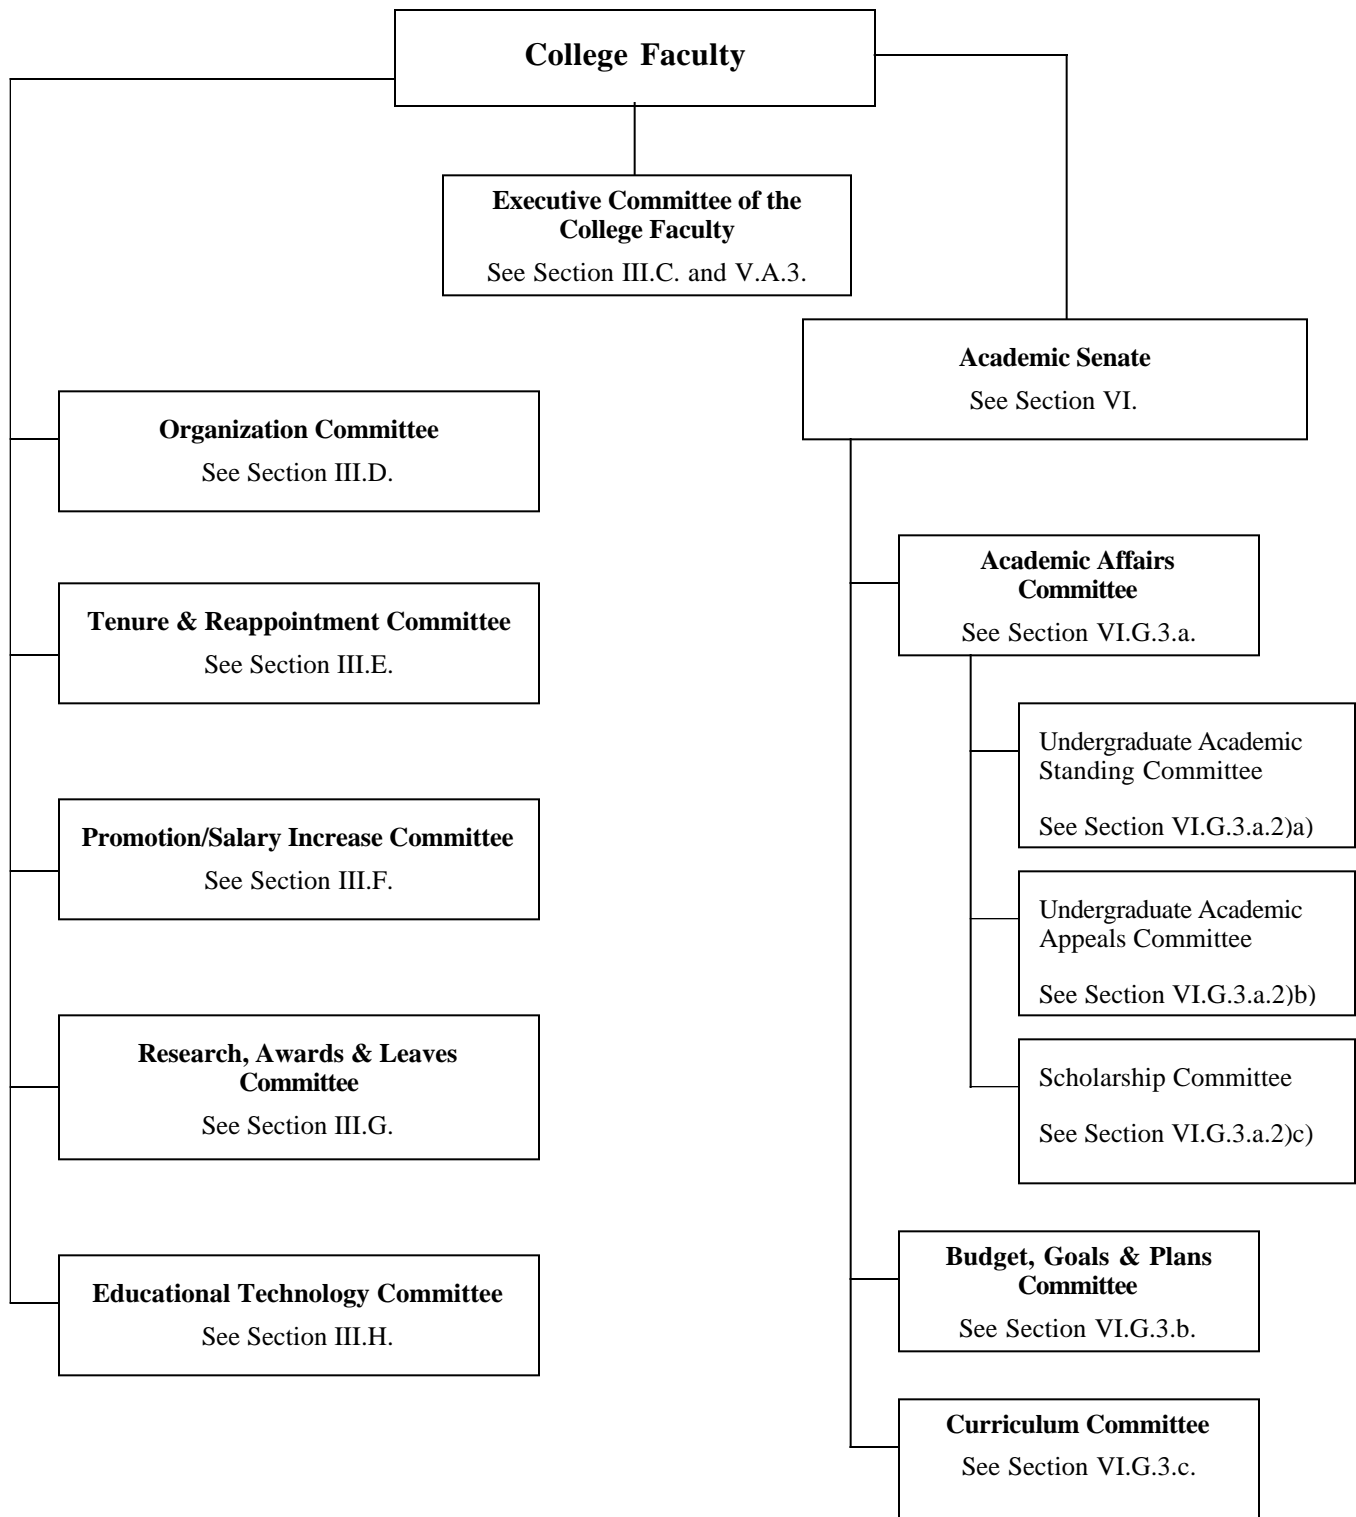 College Faculty
Executive Committee of the
College Faculty
See Section III.C. and V.A.3.
Academic Senate
See Section VI.
Organization Committee
See Section III.D.
Tenure & Reappointment Committee
See Section III.E.
Promotion/Salary Increase Committee
See Section III.F.
Research, Awards & Leaves
Committee
See Section III.G.
Educational Technology Committee
See Section III.H.
Academic Affairs
Committee
See Section VI.G.3.a.
Undergraduate Academic
Standing Committee
See Section VI.G.3.a.2)a)
Undergraduate Academic
Appeals Committee
See Section VI.G.3.a.2)b)
Scholarship Committee
See Section VI.G.3.a.2)c)
Budget, Goals & Plans
Committee
See Section VI.G.3.b.
Curriculum Committee
See Section VI.G.3.c.